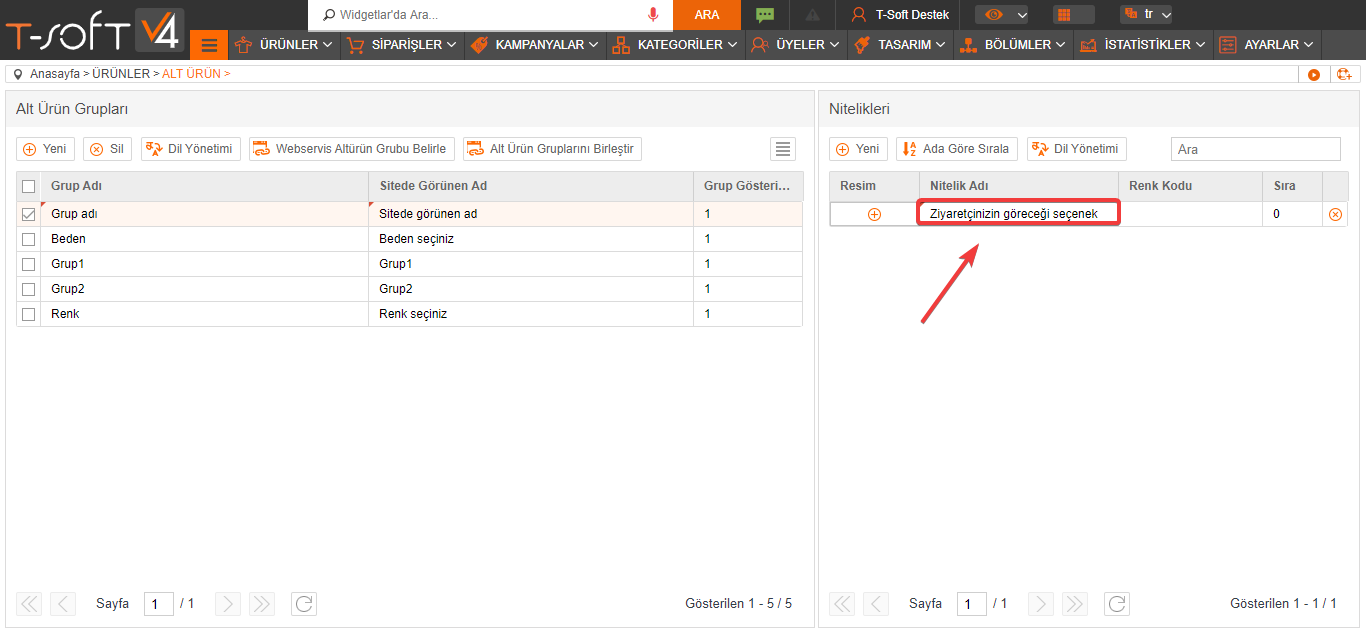 T-SOFT V4
Widgetlar'da Ara...
ARA
T-Soft Destek
tr
ÜRÜNLER
SİPARİŞLER
KAMPANYALAR
KATEGORİLER
ÜYELER
TASARIM
BÖLÜMLER
İSTATİSTİKLER
AYARLAR
Anasayfa > ÜRÜNLER > ALT ÜRÜN >
Alt Ürün Grupları
Yeni
Sil
Dil Yönetimi
Webservis Altürün Grubu Belirle
Alt Ürün Gruplarını Birleştir
Grup Adı Sitede Görünen Ad Grup Gösteri...
Grup adı Sitede görünen ad 1
Beden Beden seçiniz 1
Grup1 Grup1 1
Grup2 Grup2 1
Renk Renk seçiniz 1
Sayfa 1 / 1
Gösterilen 1 - 5 / 5
Nitelikleri
Yeni
Ada Göre Sırala
Dil Yönetimi
Ara
Resim Nitelik Adı Renk Kodu Sıra
Ziyaretçinizin göreceği seçenek 0
Sayfa 1 / 1
Gösterilen 1 - 1 / 1